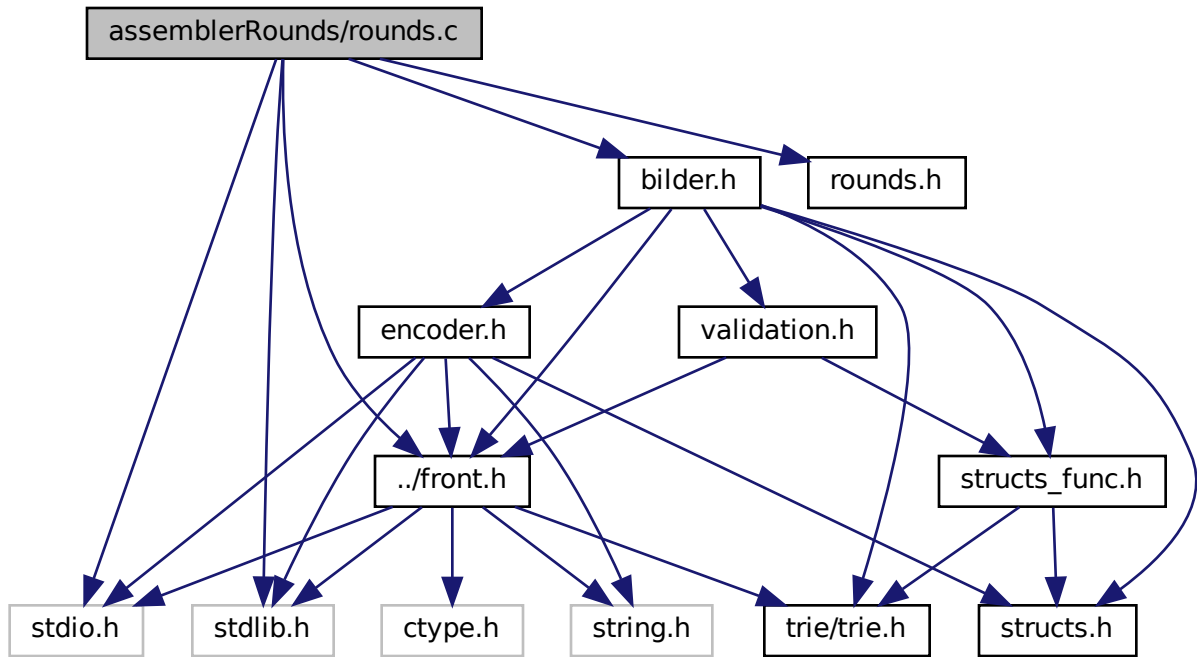 assemblerRounds/rounds.c
bilder.h
rounds.h
encoder.h
validation.h
../front.h
structs_func.h
stdio.h
stdlib.h
ctype.h
string.h
trie/trie.h
structs.h